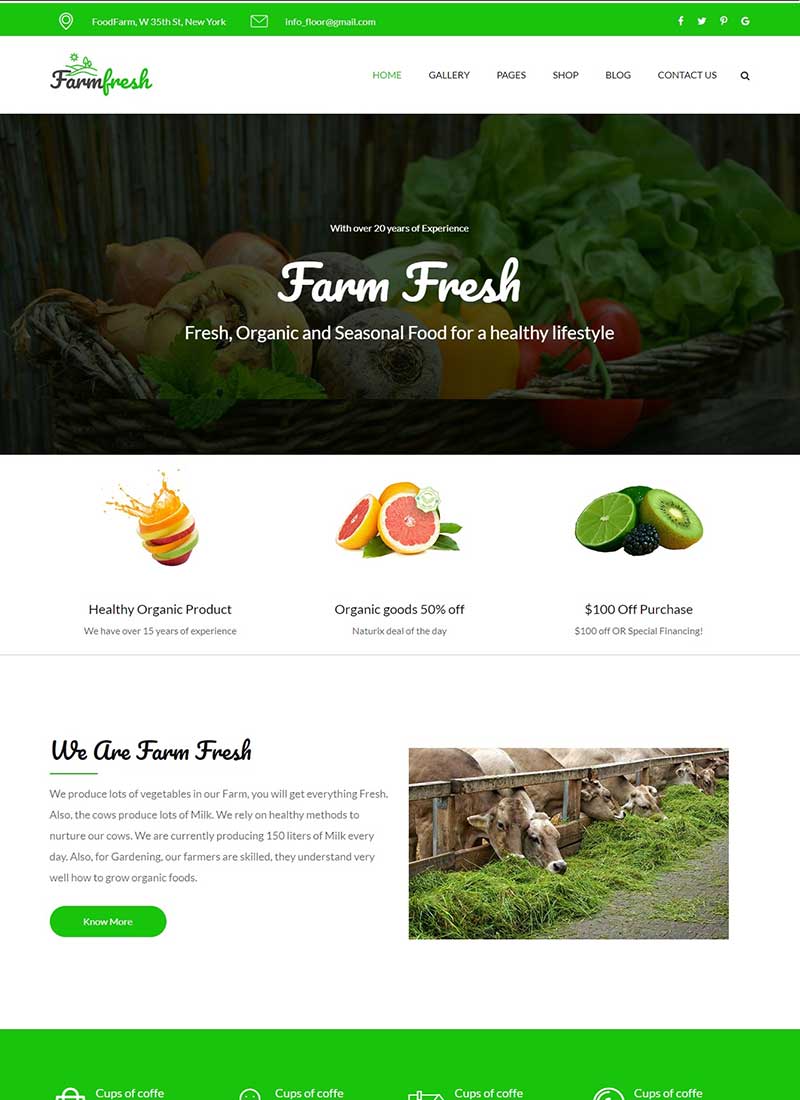 FoodFarm, W 35th St, New York
info_floor@gmail.com
Farmfresh
HOME
GALLERY
PAGES
SHOP
BLOG
CONTACT US
With over 20 years of Experience
Farm Fresh
Fresh, Organic and Seasonal Food for a healthy lifestyle
Healthy Organic Product
We have over 15 years of experience
Organic goods 50% off
Naturix deal of the day
$100 Off Purchase
$100 off OR Special Financing!
We Are Farm Fresh
We produce lots of vegetables in our Farm, you will get everything Fresh.
Also, the cows produce lots of Milk. We rely on healthy methods to
nurture our cows. We are currently producing 150 liters of Milk every
day. Also, for Gardening, our farmers are skilled, they understand very
well how to grow organic foods.
Know More
Cups of coffe
Cups of coffe
Cups of coffe
Cups of coffe